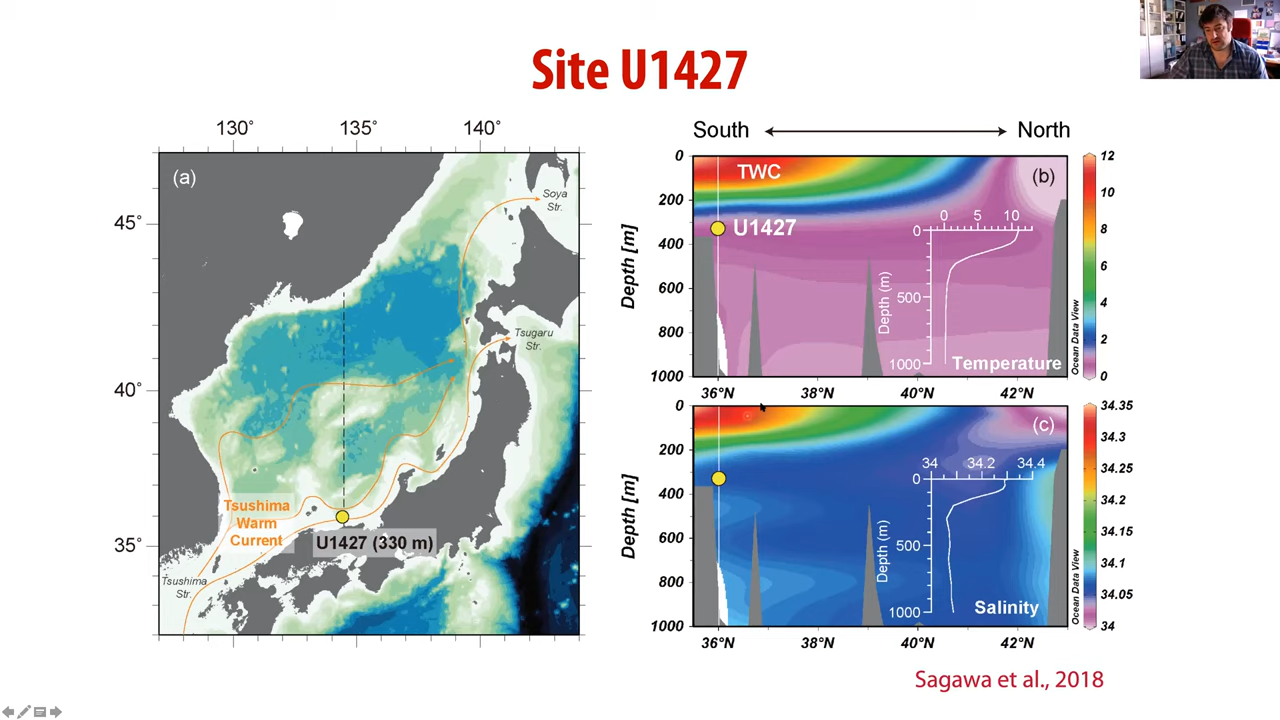 Site U1427
130°
135°
140°
(a)
45°
40°
35°
Soya
Str.
Tsugaru
Str.
Tsushima
Warm
Current
U1427 (330 m)
Tsushima
Str.
South
North
TWC
(b)
U1427
0
200
400
600
800
1000
Depth [m]
0 5 10
0
500
1000
Depth (m)
Temperature
36°N 38°N 40°N 42°N
12
10
8
6
4
2
0
Ocean Data View
(c)
0
200
400
600
800
1000
Depth [m]
34 34.2 34.4
0
500
1000
Depth (m)
Salinity
36°N 38°N 40°N 42°N
34.35
34.3
34.25
34.2
34.15
34.1
34.05
34
Ocean Data View
Sagawa et al., 2018